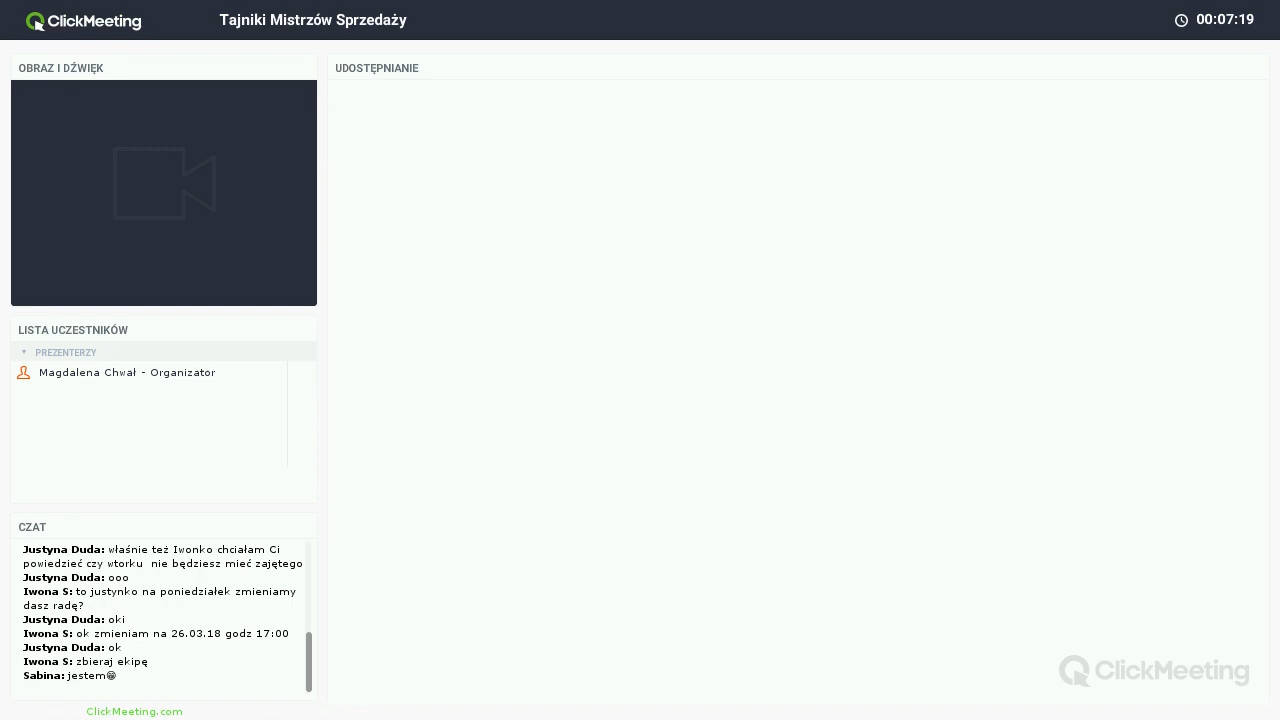 ClickMeeting
Tajniki Mistrzów Sprzedaży
00:07:19
OBRAZ I DŹWIĘK
UDOSTĘPNIANIE
LISTA UCZESTNIKÓW
PREZENTERZY
Magdalena Chwał - Organizator
CZAT
Justyna Duda: właśnie też Iwonko chciałam Ci
powiedzieć czy wtorku nie będziesz mieć zajętego
Justyna Duda: ooo
Iwona S: to justynko na poniedziałek zmieniamy
dasz radę?
Justyna Duda: oki
Iwona S: ok zmieniam na 26.03.18 godz 17:00
Justyna Duda: ok
Iwona S: zbieraj ekipę
Sabina: jestem😁
ClickMeeting
ClickMeeting.com